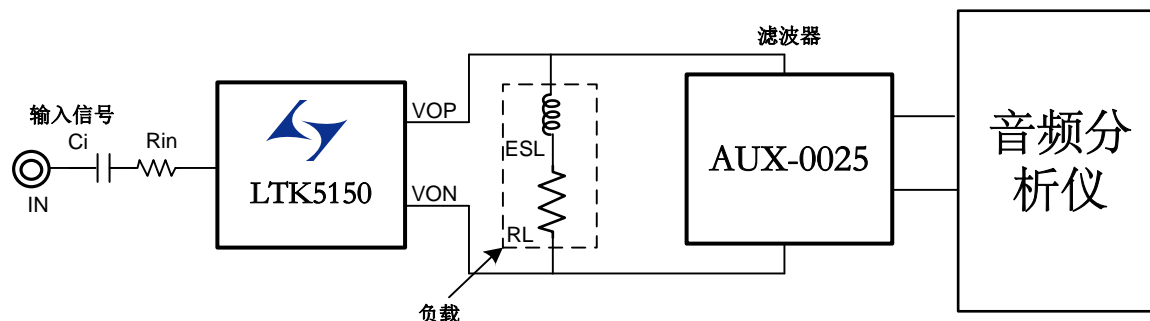 输入信号
Ci
Rin
IN
LTK5150
VOP
VON
ESL
RL
负载
滤波器
AUX-0025
音频分
析仪